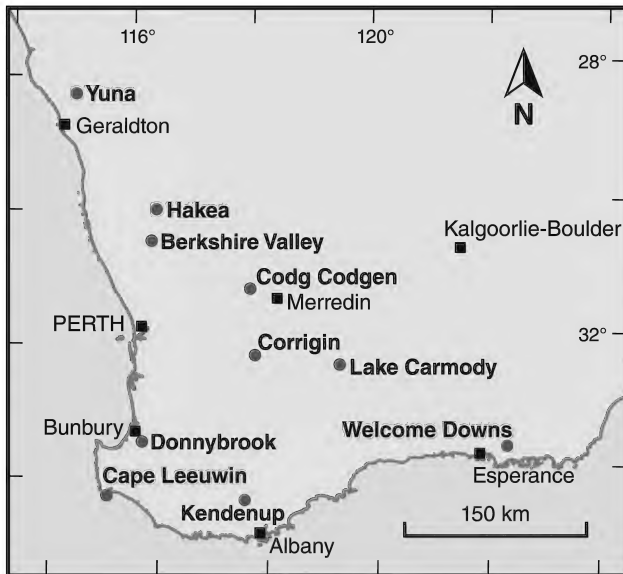 116°
120°
28°
Yuna
Geraldton
N
Hakea
Kalgoorlie-Boulder
Berkshire Valley
Codg Codgen
Merredin
PERTH
32°
Corrigin
Lake Carmody
Bunbury
Donnybrook
Welcome Downs
Cape Leeuwin
Esperance
Kendenup
150 km
Albany